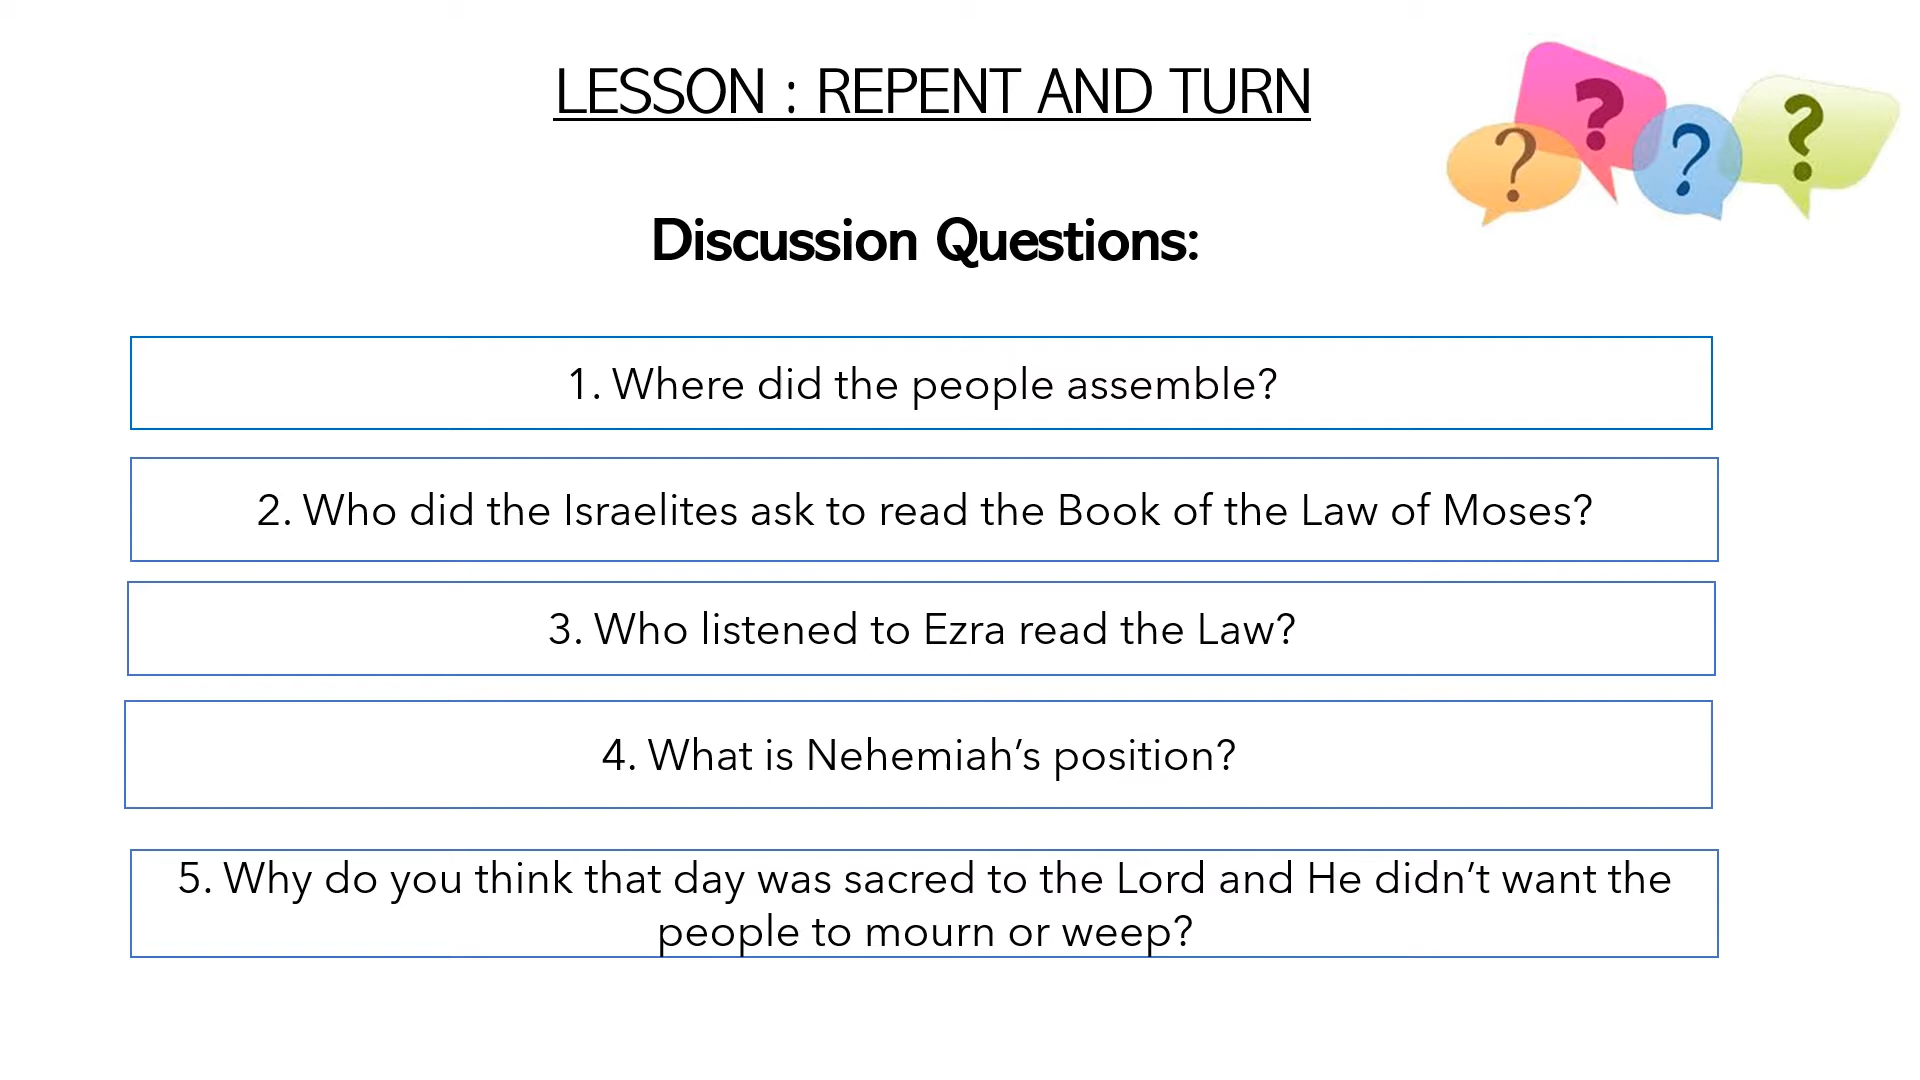 LESSON : REPENT AND TURN
? ? ? ?
Discussion Questions:
1. Where did the people assemble?
2. Who did the Israelites ask to read the Book of the Law of Moses?
3. Who listened to Ezra read the Law?
4. What is Nehemiah’s position?
5. Why do you think that day was sacred to the Lord and He didn’t want the
people to mourn or weep?